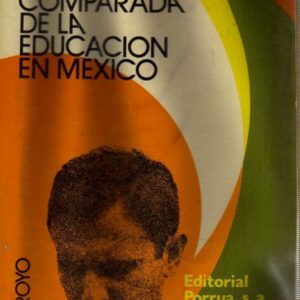 COMPARADA
DE LA
EDUCACION
EN MEXICO
ROYO
Editorial
Porrua, s.a.